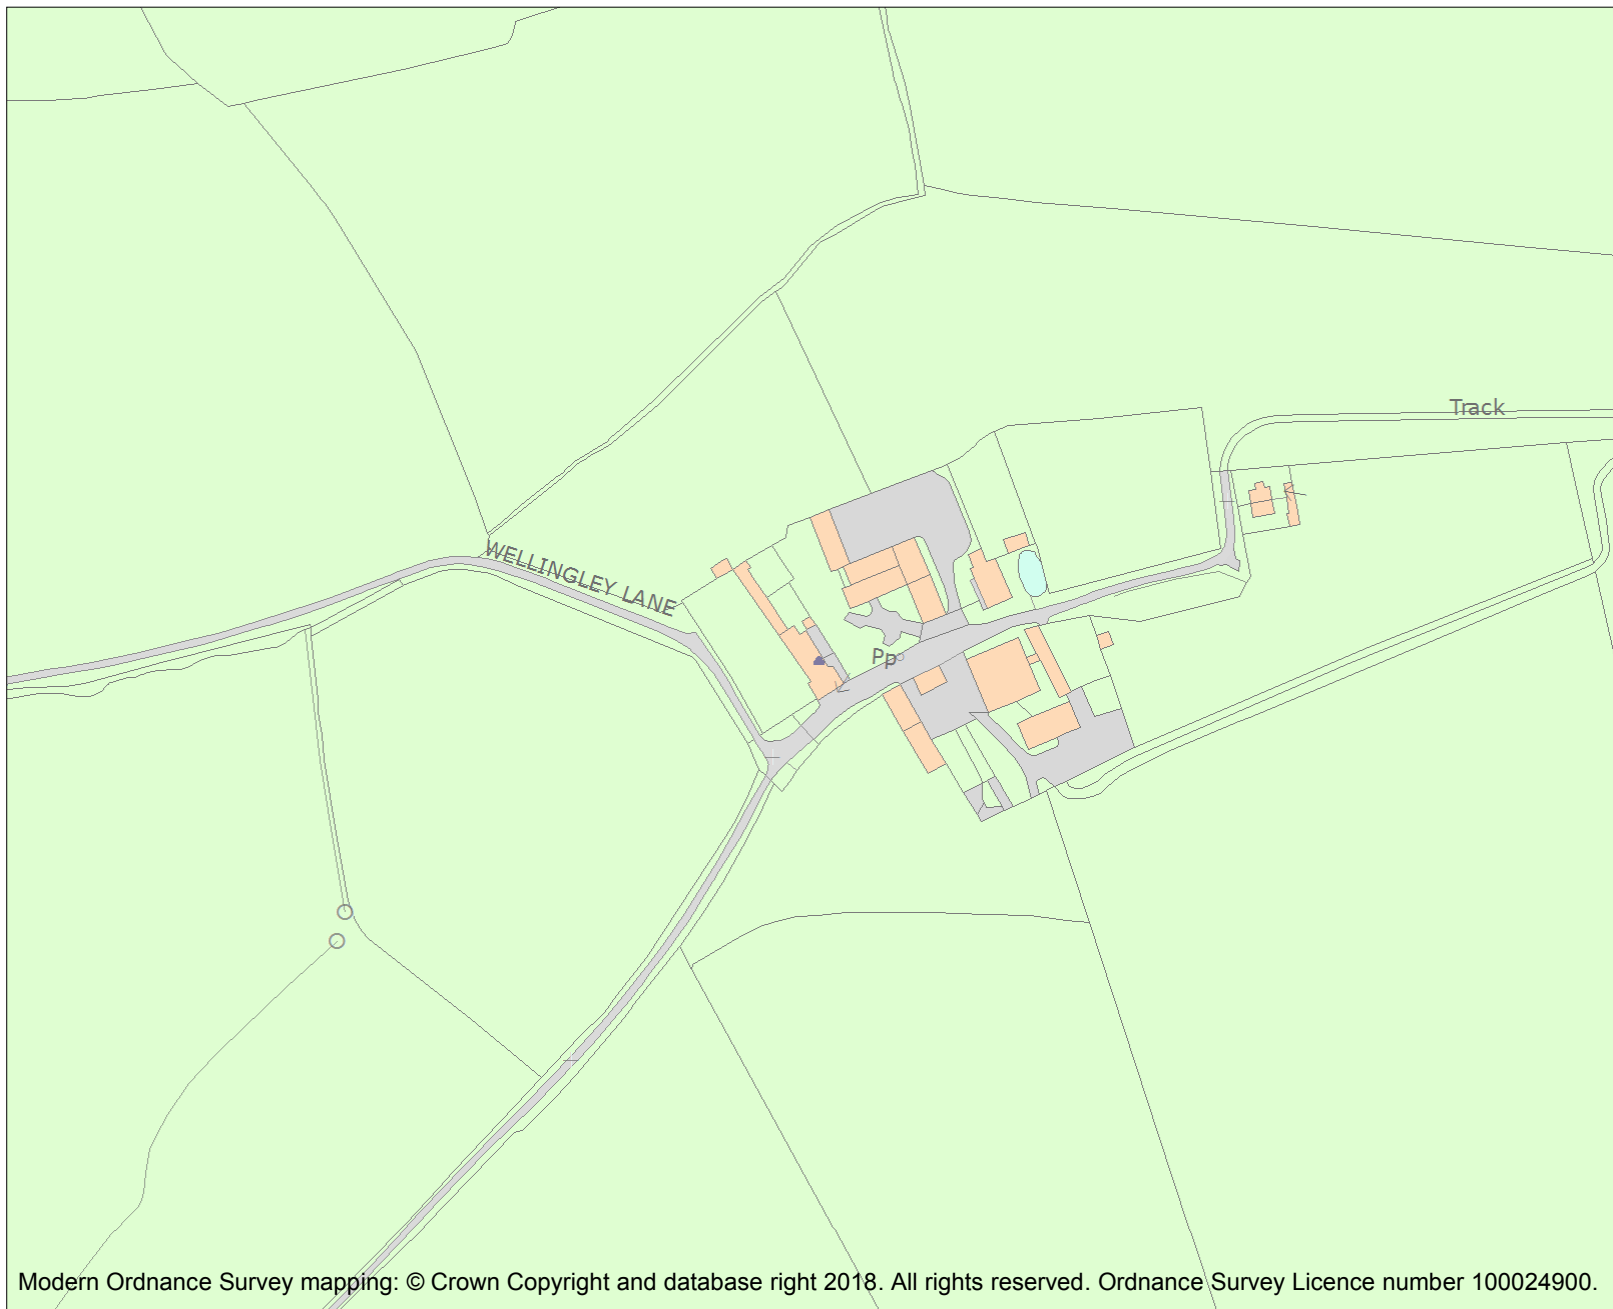 Track
WELLINGLEY LANE
Pp
Modern Ordnance Survey mapping: © Crown Copyright and database right 2018. All rights reserved. Ordnance Survey Licence number 100024900.